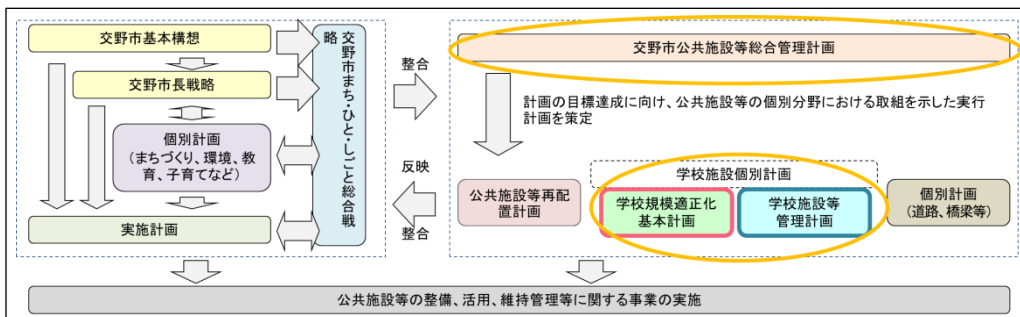 交野市基本構想
交野市長戦略
個別計画
(まちづくり、環境、教
育、子育てなど)
実施計画
交野市まち・ひと・しごと総合戦
略
整合
反映
整合
交野市公共施設等総合管理計画
計画の目標達成に向け、公共施設等の個別分野における取組を示した実行
計画を策定
公共施設等再配
置計画
学校施設個別計画
学校規模適正化
基本計画
学校施設等
管理計画
個別計画
(道路、橋梁等)
公共施設等の整備、活用、維持管理等に関する事業の実施